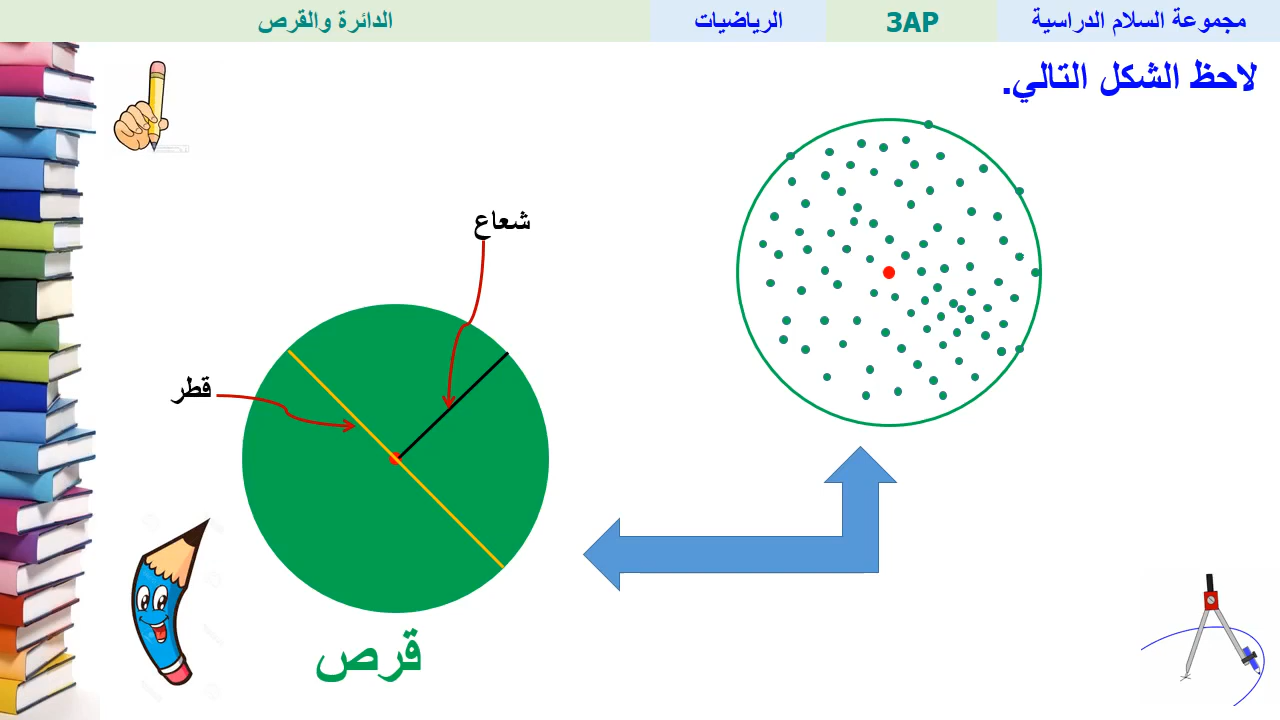 مجموعة السلام الدراسية
3AP
الرياضيات
الدائرة والقرص
لاحظ الشكل التالي.
شعاع
قطر
قرص